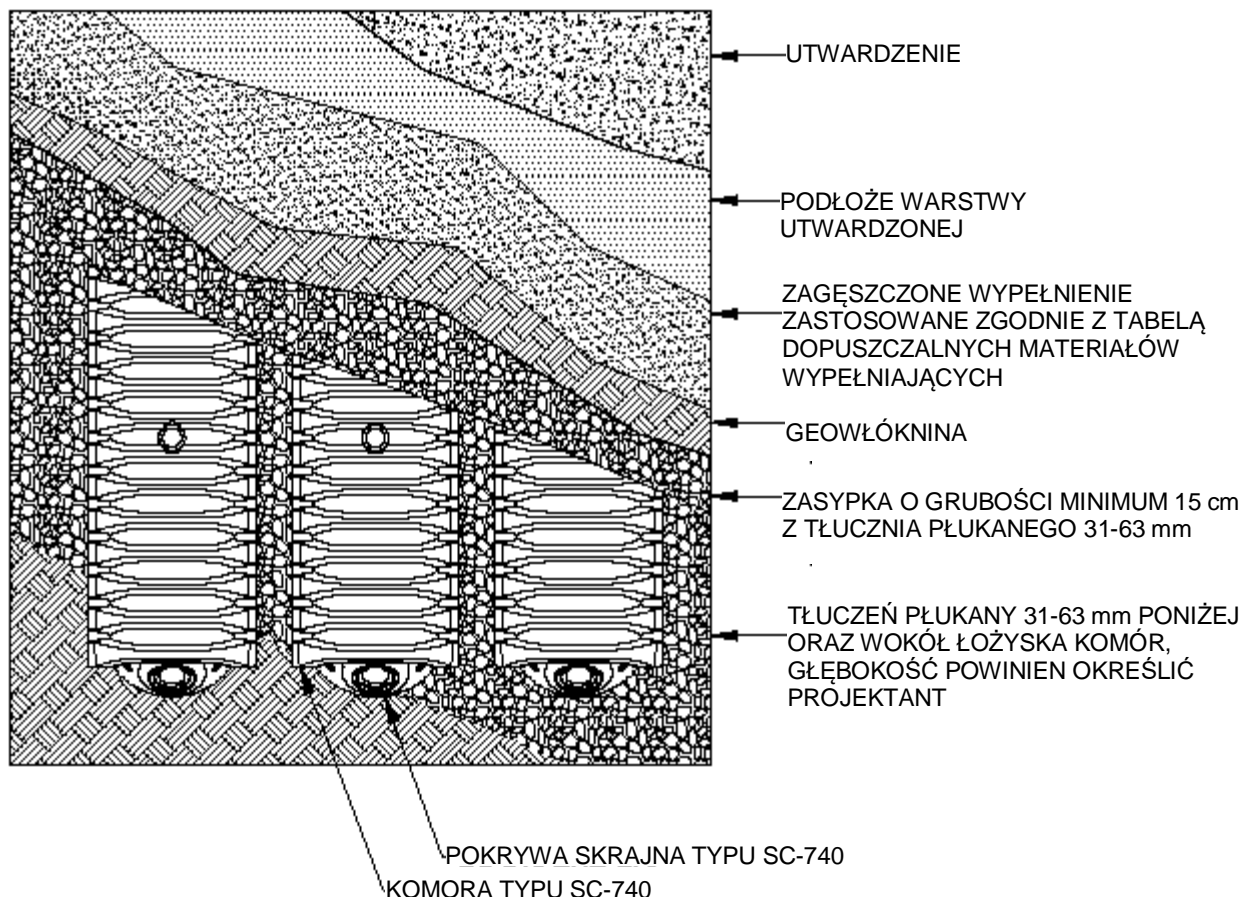 UTWARDZENIE
PODŁOŻE WARSTWY
UTWARDZONEJ
ZAGĘSZCZONE WYPEŁNIENIE
ZASTOSOWANE ZGODNIE Z TABELĄ
DOPUSZCZALNYCH MATERIAŁÓW
WYPEŁNIAJĄCYCH
GEOWŁÓKNINA
ZASYPKA O GRUBOŚCI MINIMUM 15 cm
Z TŁUCZNIA PŁUKANEGO 31-63 mm
TŁUCZEŃ PŁUKANY 31-63 mm PONIŻEJ
ORAZ WOKÓŁ ŁOŻYSKA KOMÓR,
GŁĘBOKOŚĆ POWINIEN OKREŚLIĆ
PROJEKTANT
POKRYWA SKRAJNA TYPU SC-740
KOMORA TYPU SC-740